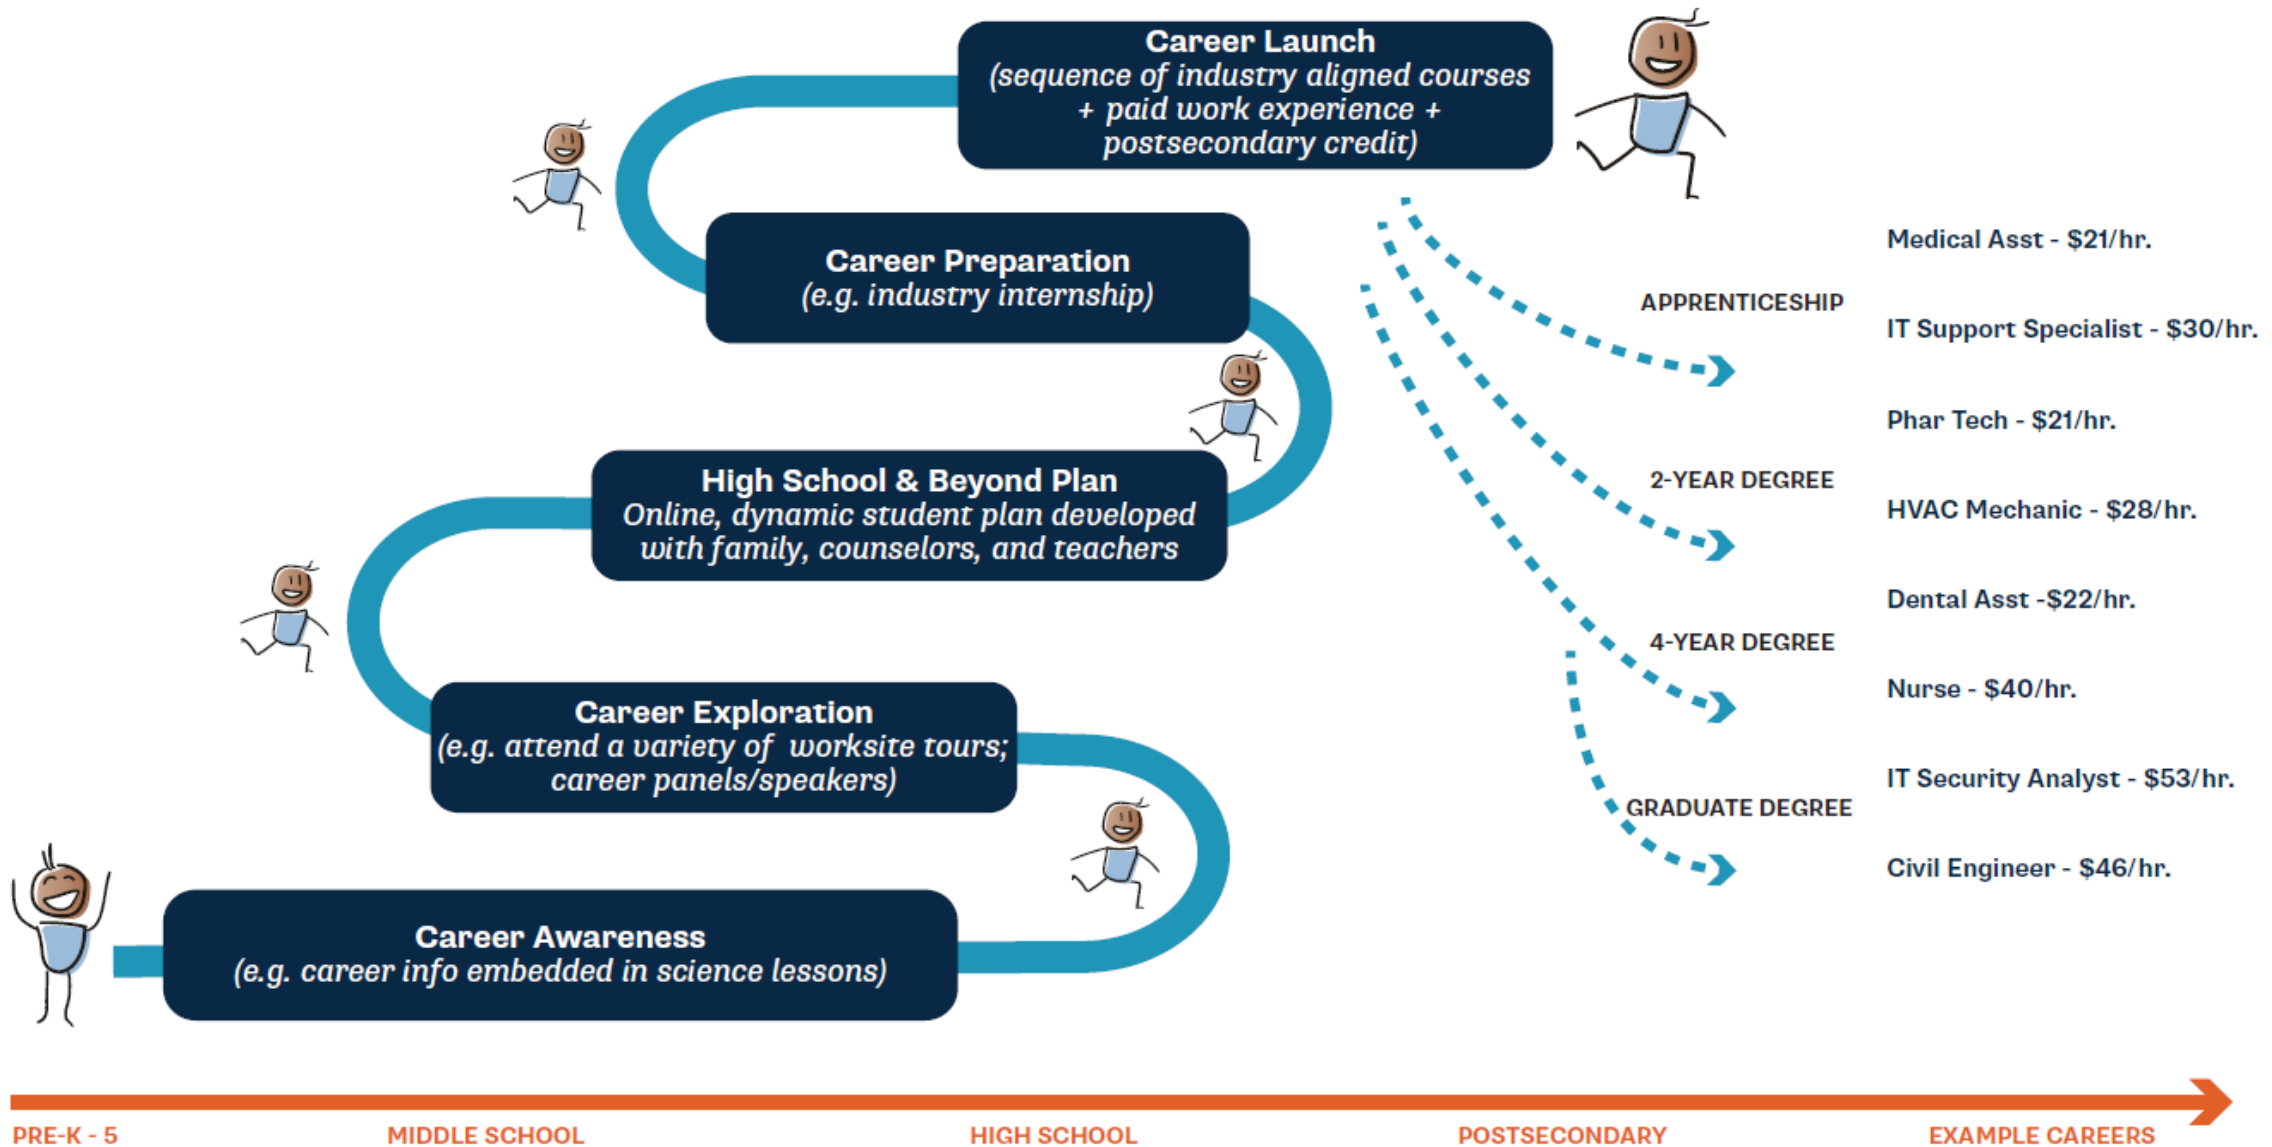 Career Launch
(sequence of industry aligned courses
+ paid work experience +
postsecondary credit)
Career Preparation
(e.g. industry internship)
High School & Beyond Plan
Online, dynamic student plan developed
with family, counselors, and teachers
Career Exploration
(e.g. attend a variety of worksite tours;
career panels/speakers)
Career Awareness
(e.g. career info embedded in science lessons)
APPRENTICESHIP
2-YEAR DEGREE
4-YEAR DEGREE
GRADUATE DEGREE
Medical Asst - $21/hr.
IT Support Specialist - $30/hr.
Phar Tech - $21/hr.
HVAC Mechanic - $28/hr.
Dental Asst -$22/hr.
Nurse - $40/hr.
IT Security Analyst - $53/hr.
Civil Engineer - $46/hr.
PRE-K - 5
MIDDLE SCHOOL
HIGH SCHOOL
POSTSECONDARY
EXAMPLE CAREERS